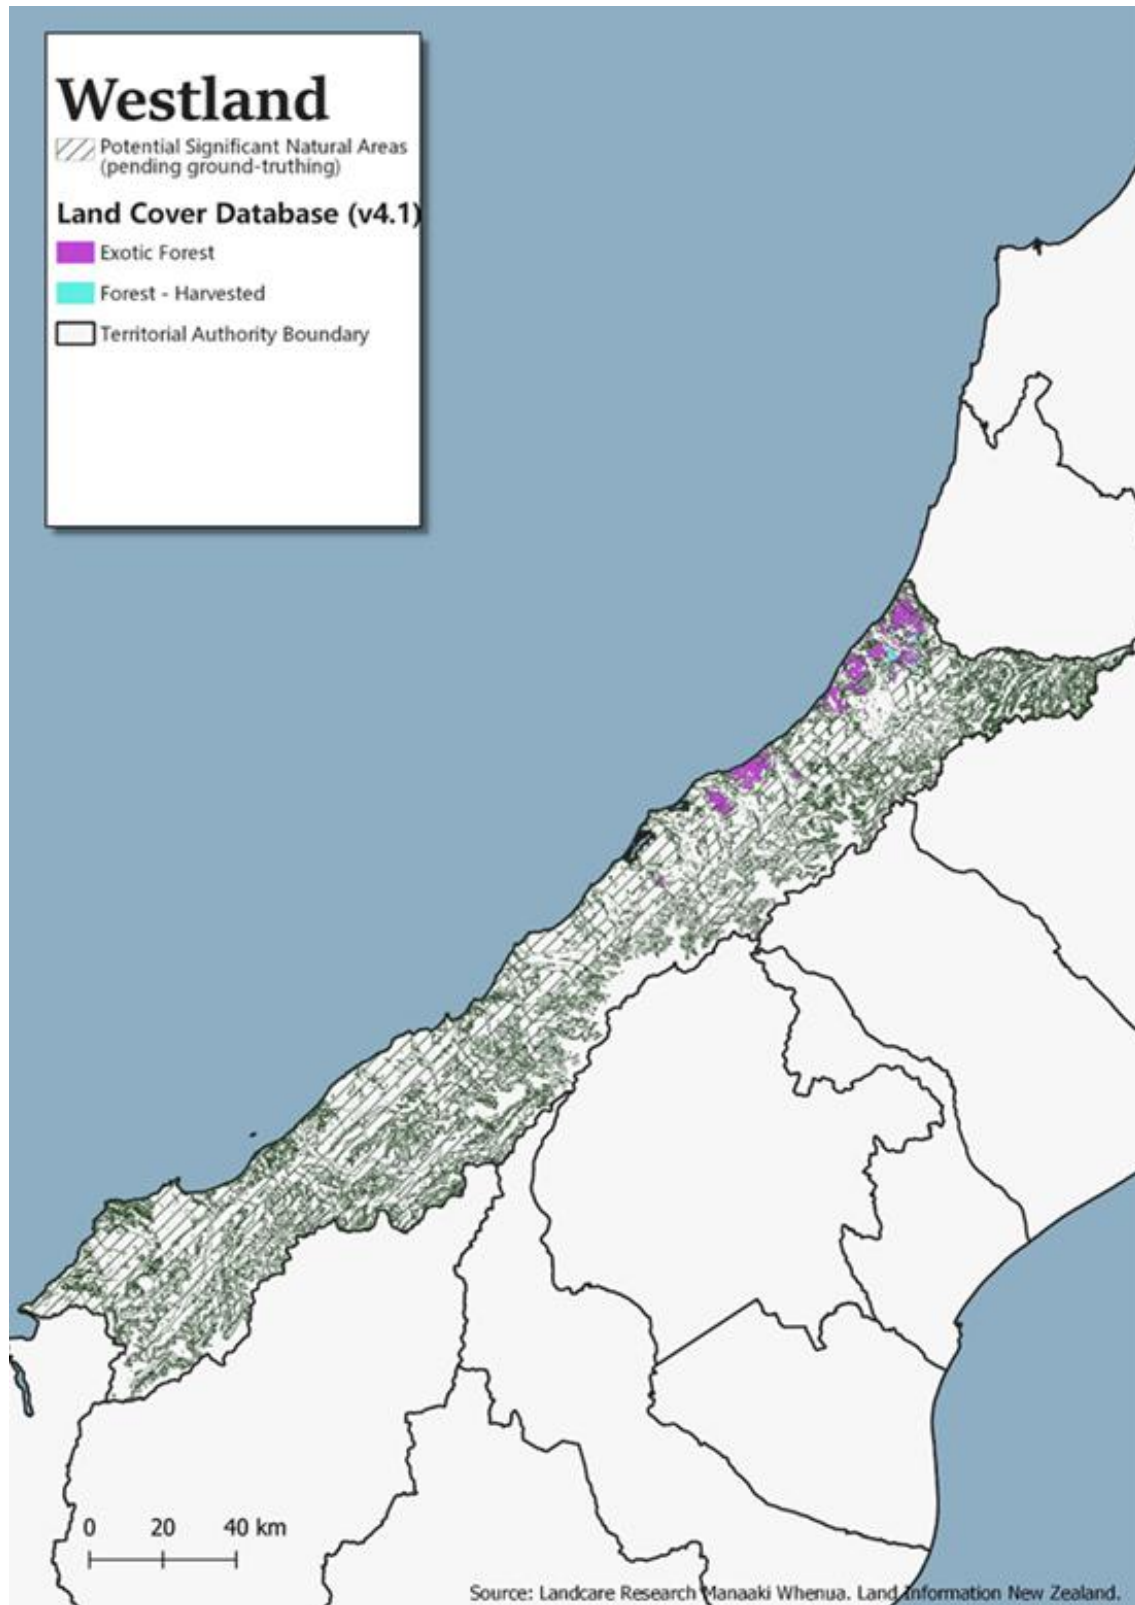 Westland
Potential Significant Natural Areas
(pending ground-truthing)
Land Cover Database (v4.1)
Exotic Forest
Forest - Harvested
Territorial Authority Boundary
0 20 40 km
Source: Landcare Research Manaaki Whenua. Land Information New Zealand.